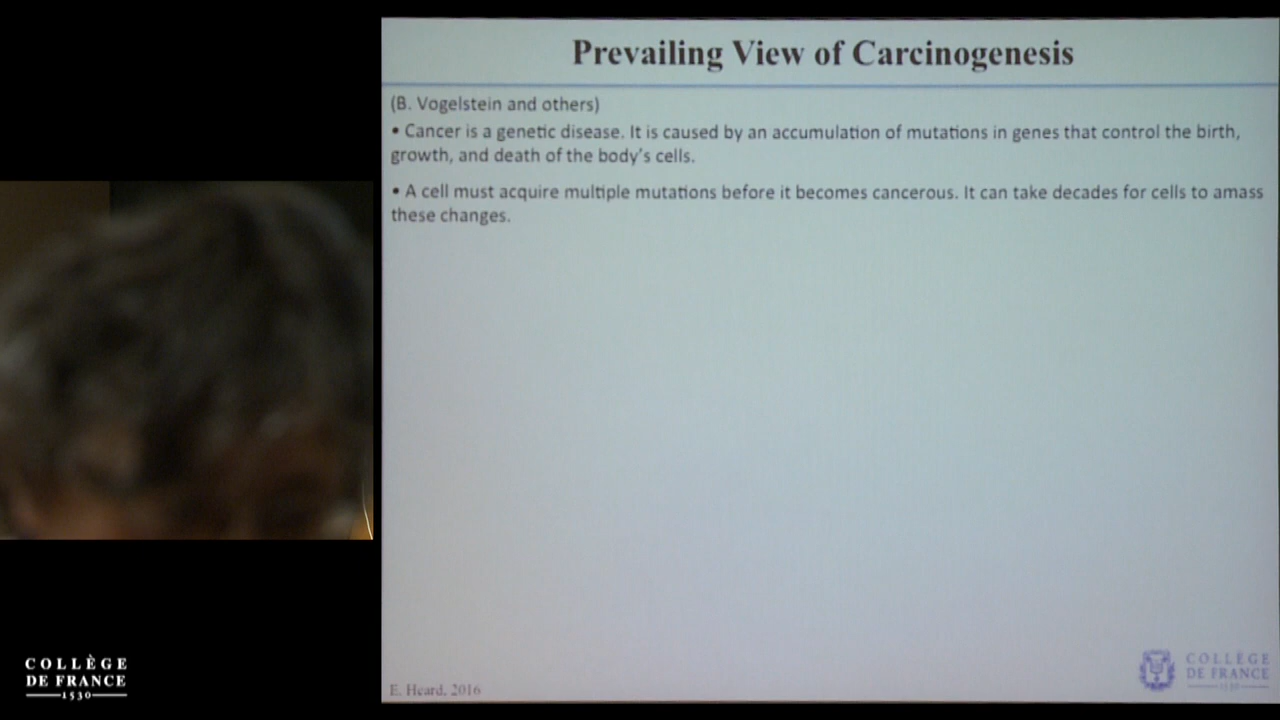 Prevailing View of Carcinogenesis
(B. Vogelstein and others)
• Cancer is a genetic disease. It is caused by an accumulation of mutations in genes that control the birth,
growth, and death of the body's cells.
• A cell must acquire multiple mutations before it becomes cancerous. It can take decades for cells to amass
these changes.
E. Heard, 2016
COLLÈGE
DE FRANCE
1530
COLLÈGE
DE FRANCE
1530